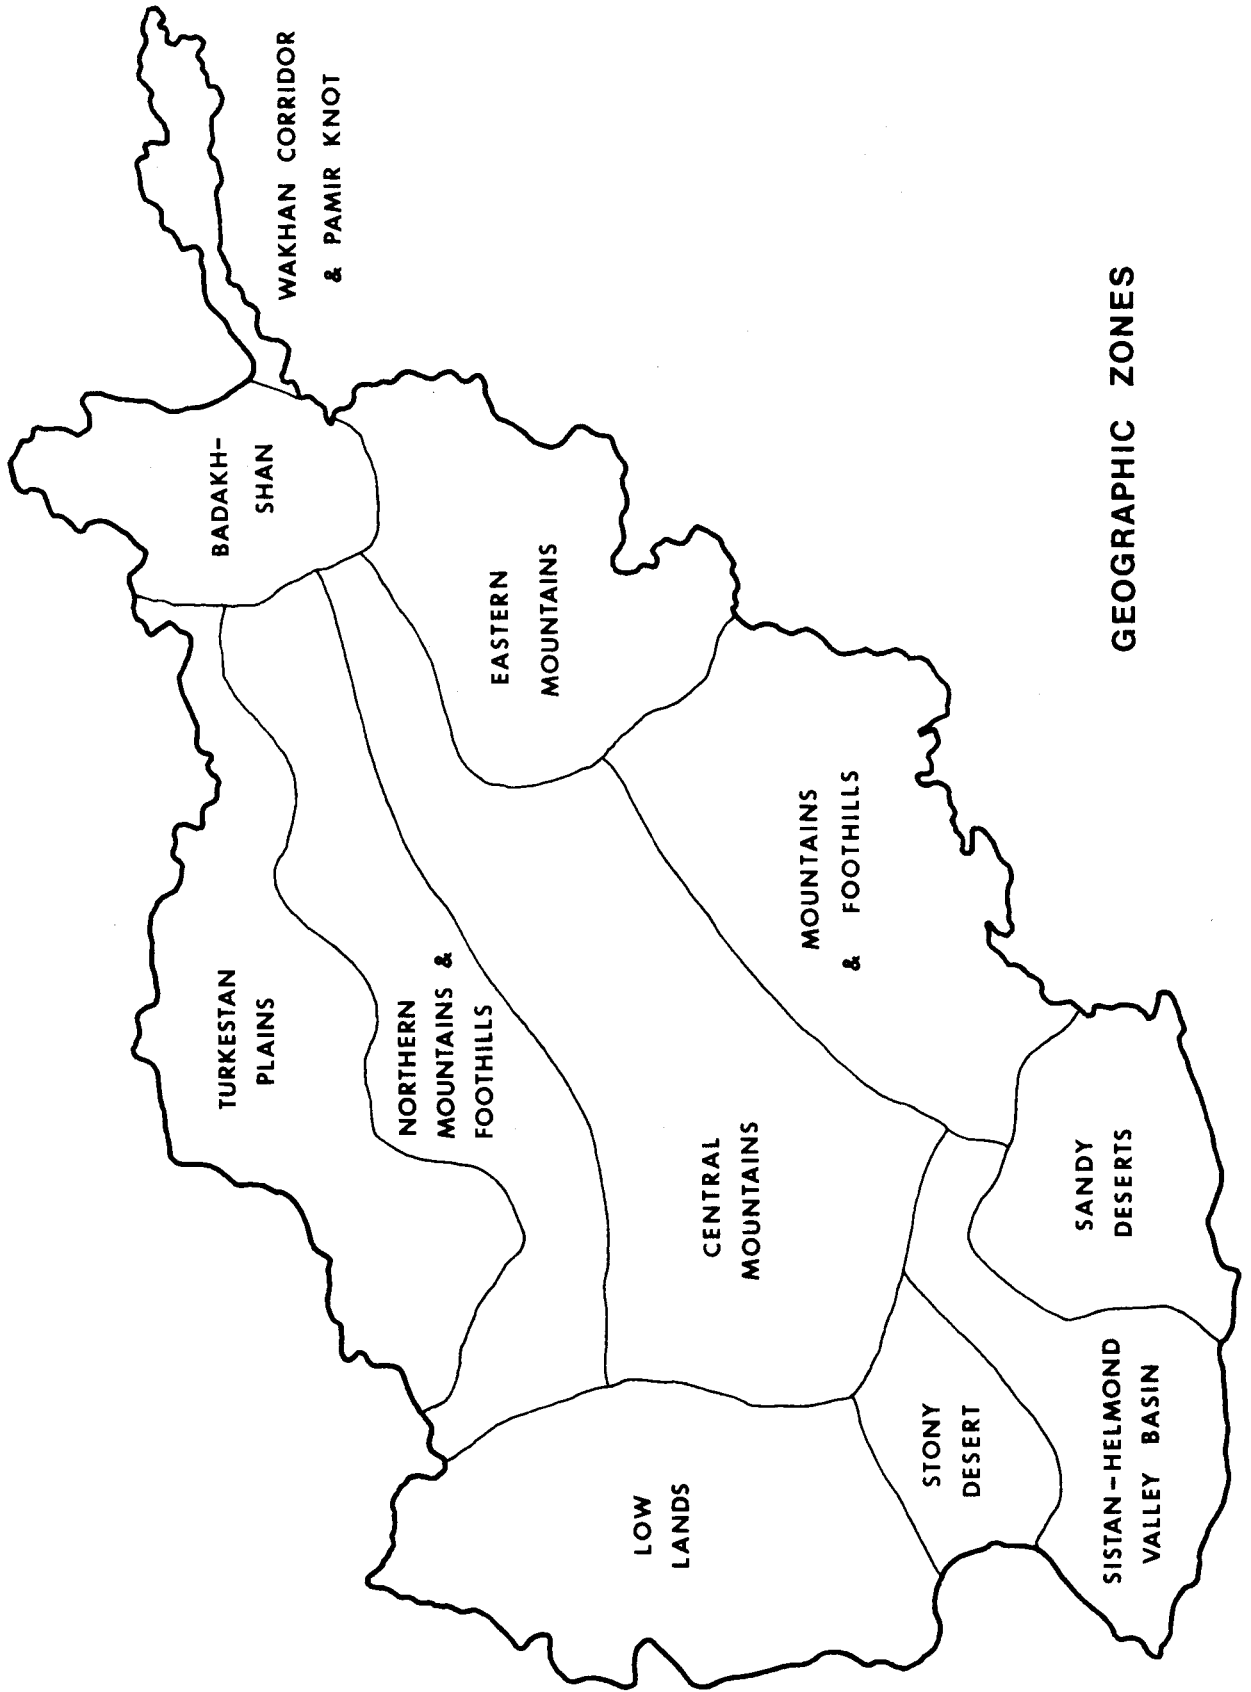 WAKHAN CORRIDOR
& PAMIR KNOT
BADAKH-
SHAN
TURKESTAN
PLAINS
NORTHERN
MOUNTAINS &
FOOTHILLS
EASTERN
MOUNTAINS
CENTRAL
MOUNTAINS
MOUNTAINS
& FOOTHILLS
LOW
LANDS
STONY
DESERT
SANDY
DESERTS
SISTAN-HELMOND
VALLEY BASIN
GEOGRAPHIC ZONES